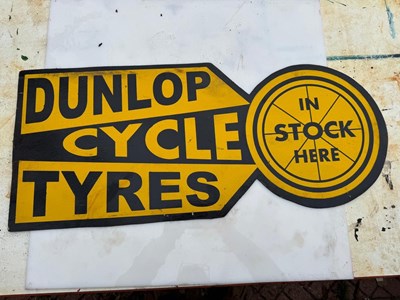 DUNLOP
CYCLE
TYRES
IN
STOCK
HERE